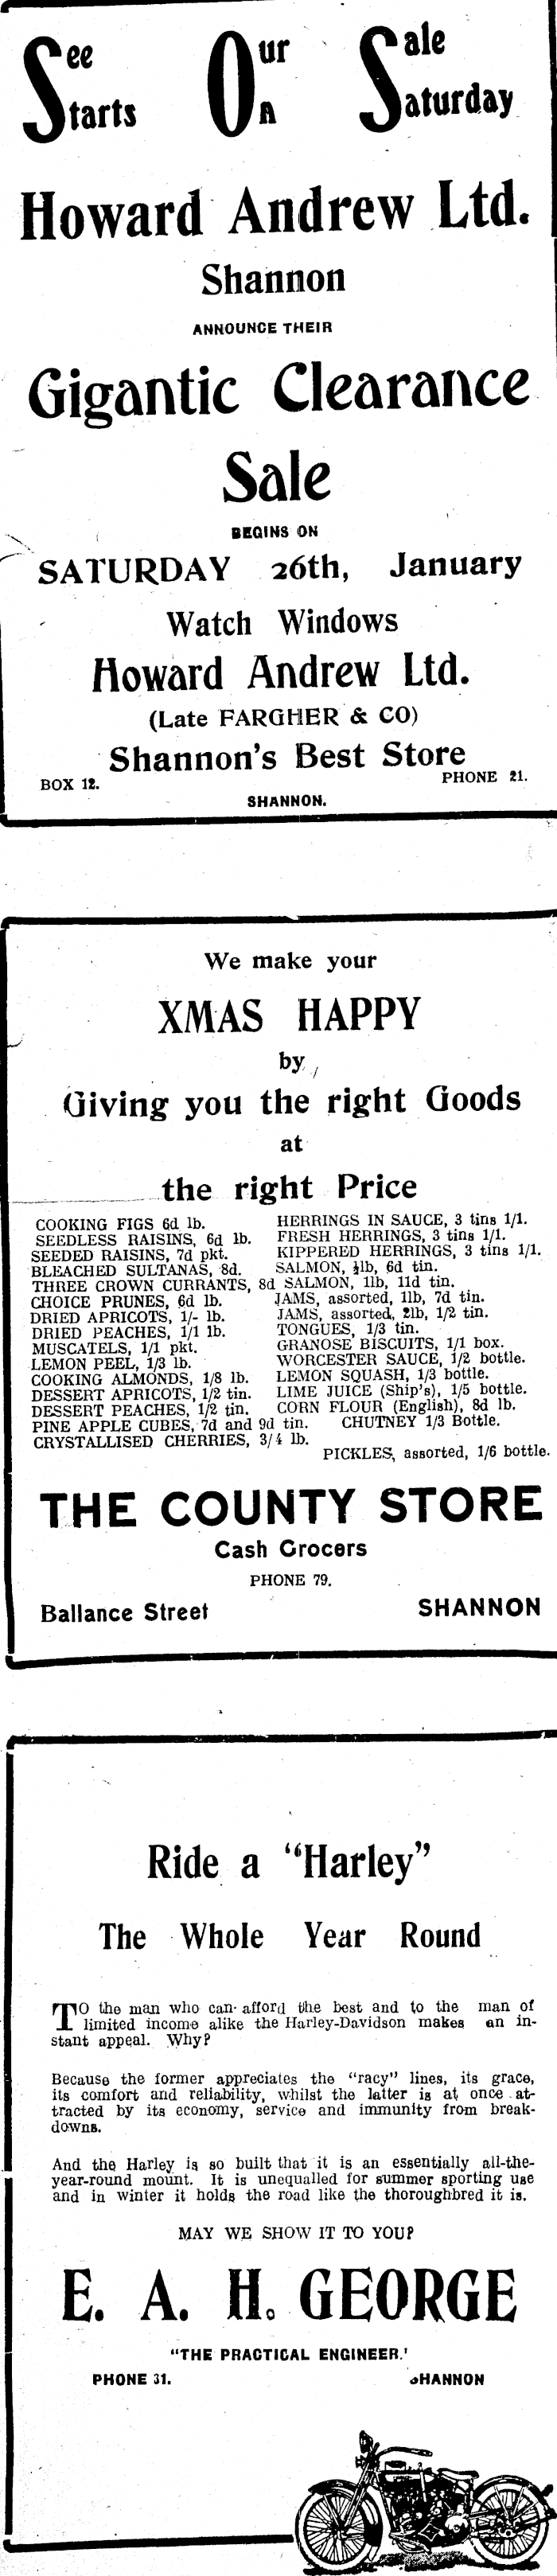 See Our Sale
Starts A Saturday
Howard Andrew Ltd.
Shannon
ANNOUNCE THEIR
Gigantic Clearance
Sale
BEGINS ON
SATURDAY 26th, January
Watch Windows
Howard Andrew Ltd.
(Late FARGHER & CO)
Shannon's Best Store
BOX 12. PHONE 21.
SHANNON.
We make your
XMAS HAPPY
by
Giving you the right Goods
at
the right Price
COOKING FIGS 6d lb.
SEEDLESS RAISINS, 6d lb.
SEEDED RAISINS, 7d pkt.
BLEACHED SULTANAS, 8d.
THREE CROWN CURRANTS, 8d
CHOICE PRUNES, 6d lb.
DRIED APRICOTS, 1/- lb.
DRIED PEACHES, 1/1 lb.
MUSCATELS, 1/1 pkt.
LEMON PEEL, 1/3 lb.
COOKING ALMONDS, 1/8 lb.
DESSERT APRICOTS, 1/2 tin.
DESSERT PEACHES, 1/2 tin.
PINE APPLE CUBES, 7d and 9d tin.
CRYSTALLISED CHERRIES, 3/4 lb.
HERRINGS IN SAUCE, 3 tins 1/1.
FRESH HERRINGS, 3 tins 1/1.
KIPPERED HERRINGS, 3 tins 1/1.
SALMON, ½lb, 6d tin.
SALMON, 1lb, 11d tin.
JAMS, assorted, 1lb, 7d tin.
JAMS, assorted, 2lb, 1/2 tin.
TONGUES, 1/3 tin.
GRANOSE BISCUITS, 1/1 box.
WORCESTER SAUCE, 1/2 bottle.
LEMON SQUASH, 1/3 bottle.
LIME JUICE (Ship's), 1/5 bottle.
CORN FLOUR (English), 8d lb.
CHUTNEY 1/3 Bottle.
PICKLES, assorted, 1/6 bottle.
THE COUNTY STORE
Cash Grocers
PHONE 79.
Ballance Street SHANNON
Ride a "Harley"
The Whole Year Round
TO the man who can afford the best and to the man of
limited income alike the Harley-Davidson makes an in-
stant appeal. Why?
Because the former appreciates the "racy" lines, its grace,
its comfort and reliability, whilst the latter is at once at-
tracted by its economy, service and immunity from break-
downs.
And the Harley is so built that it is an essentially all-the-
year-round mount. It is unequalled for summer sporting use
and in winter it holds the road like the thoroughbred it is.
MAY WE SHOW IT TO YOU?
E. A. H. GEORGE
"THE PRACTICAL ENGINEER.'
PHONE 31. SHANNON